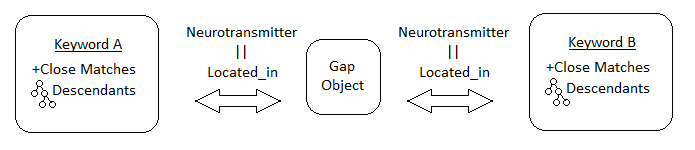 Keyword A
+Close Matches
Descendants
Neurotransmitter
||
Located_in
Gap
Object
Neurotransmitter
||
Located_in
Keyword B
+Close Matches
Descendants